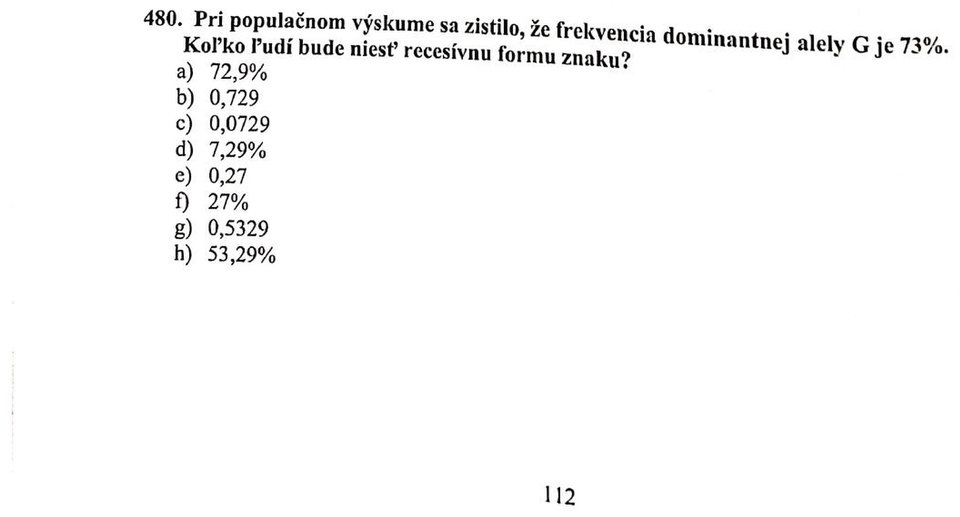 480. Pri populačnom výskume sa zistilo, že frekvencia dominantnej alely G je 73%.
Koľko ľudí bude niesť recesívnu formu znaku?
a) 72,9%
b) 0,729
c) 0,0729
d) 7,29%
e) 0,27
f) 27%
g) 0,5329
h) 53,29%
112